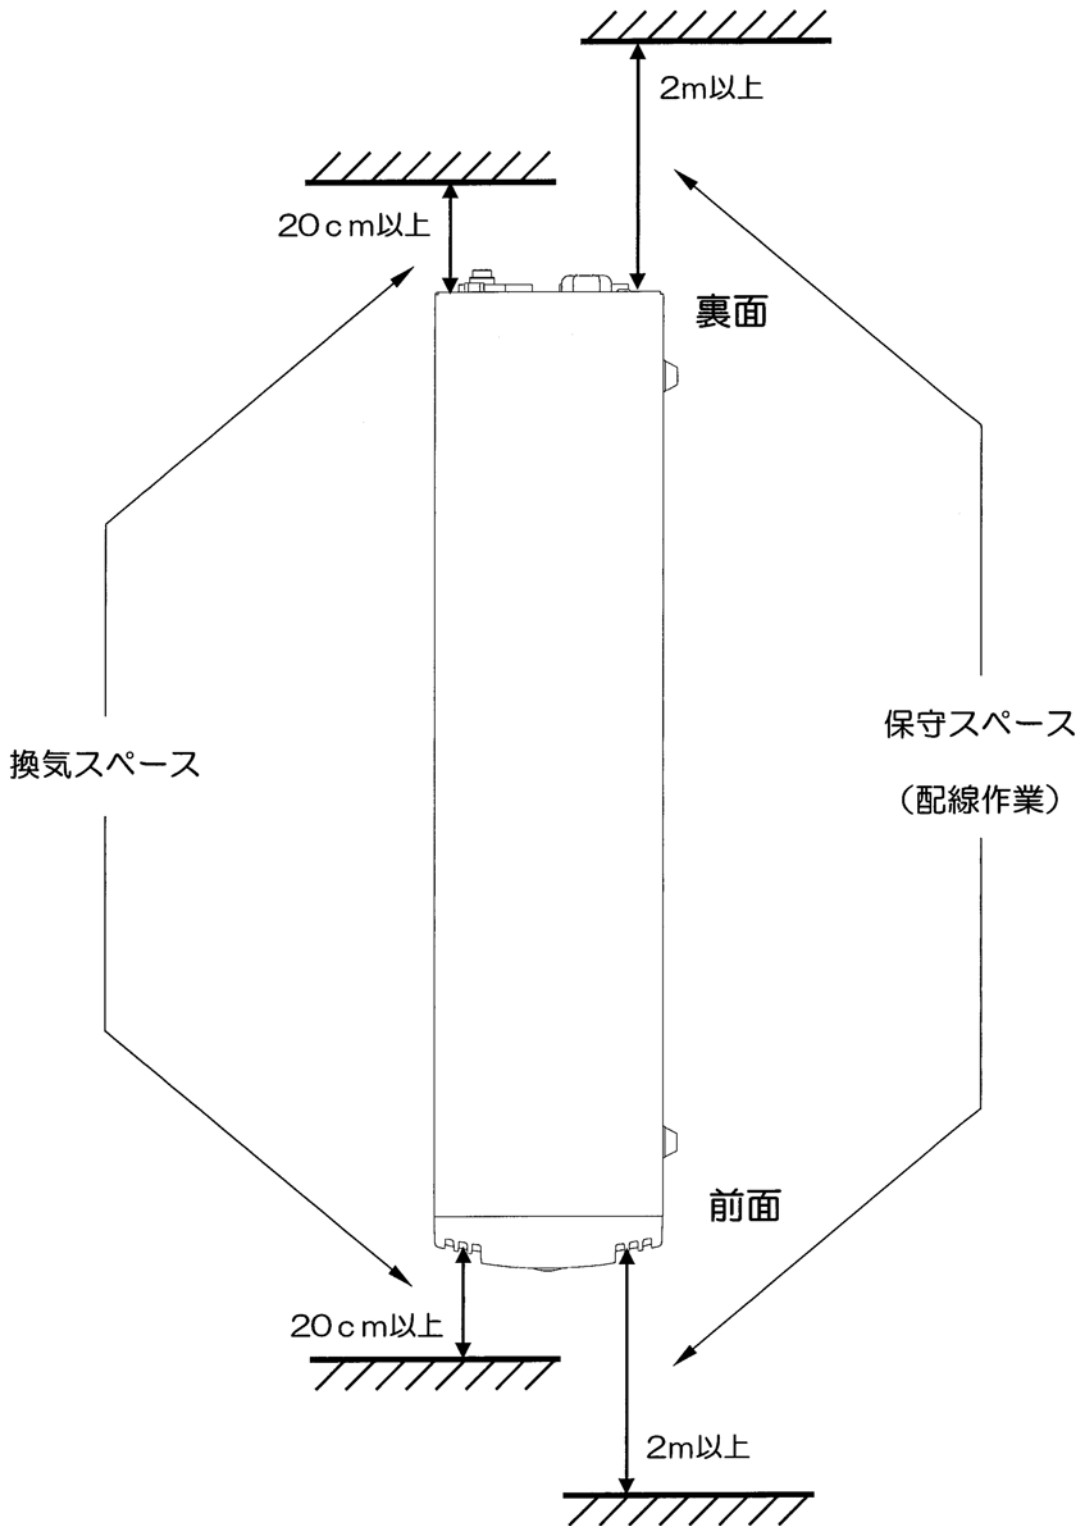 2m以上
20cm以上
裏面
換気スペース
保守スペース
（配線作業）
前面
20cm以上
2m以上